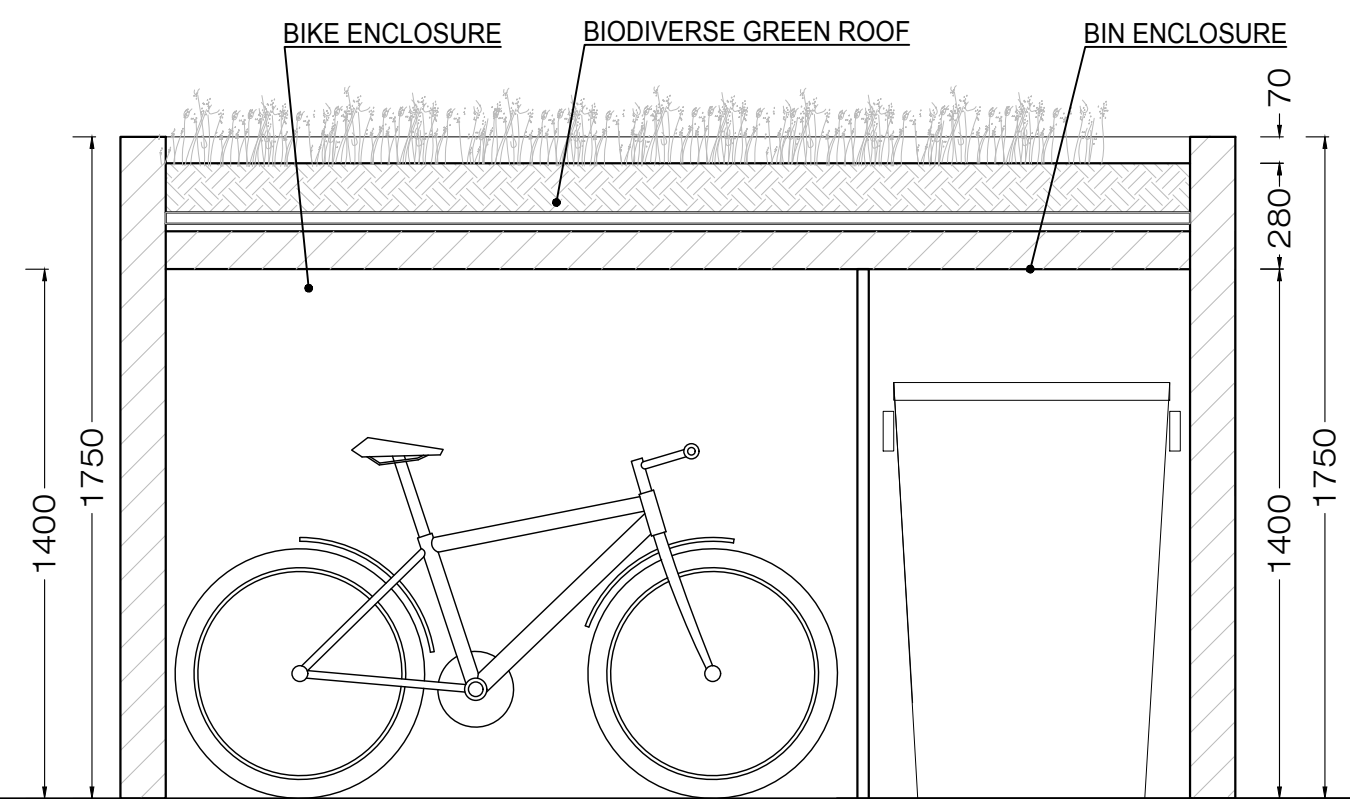 BIKE ENCLOSURE
BIODIVERSE GREEN ROOF
BIN ENCLOSURE
70
280
1400
1750
1400
1750